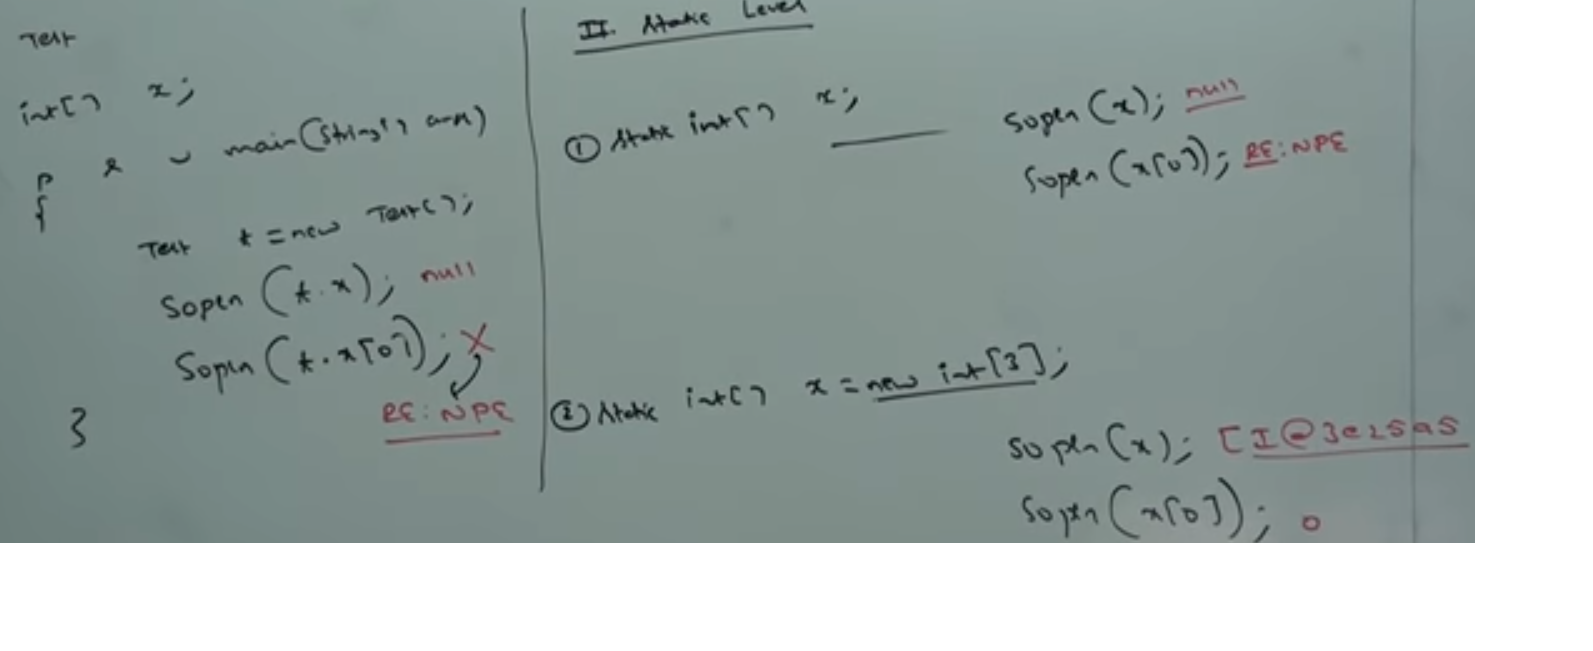 Test
int[] x;
p s v main(String[] args)
{
Test t = new Test();
Sopln (t.x); null
Sopln (t.x[0]); X
RE: NPE
}
II. Static Level
① Static int[] x;
Sopln (x); null
Sopln (x[0]); RE: NPE
② Static int[] x = new int[3];
Sopln (x); [I@3e25a5
Sopln (x[0]); 0